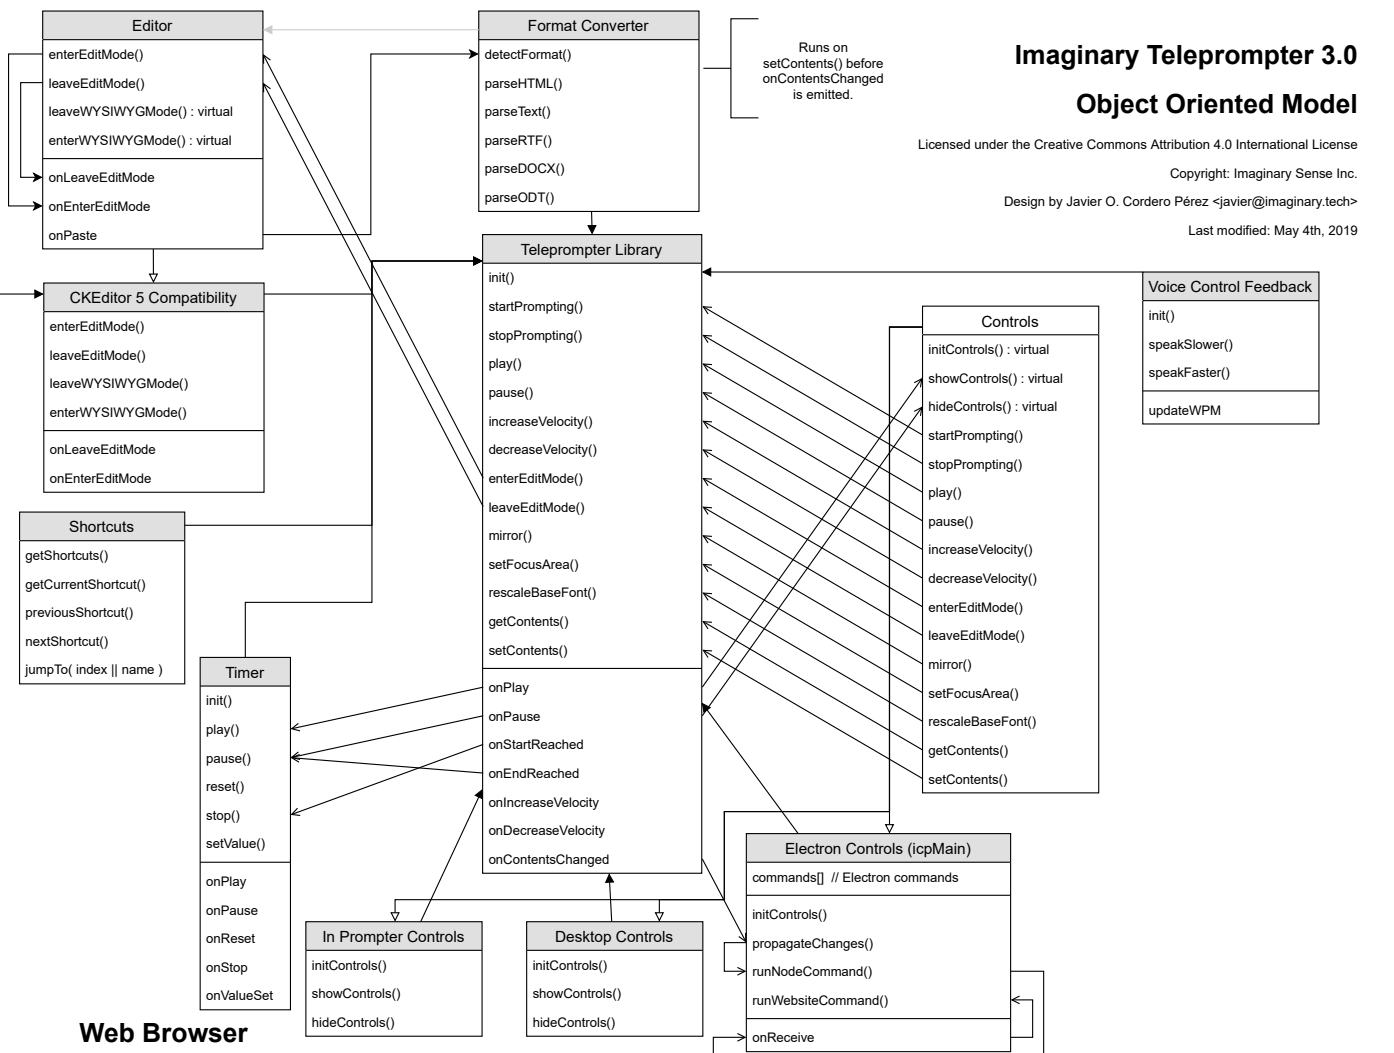 Editor
enterEditMode()
leaveEditMode()
leaveWYSIWYGMode() : virtual
enterWYSIWYGMode() : virtual
onLeaveEditMode
onEnterEditMode
onPaste
Format Converter
detectFormat()
parseHTML()
parseText()
parseRTF()
parseDOCX()
parseODT()
Runs on
setContents() before
onContentsChanged
is emitted.
Imaginary Teleprompter 3.0
Object Oriented Model
Licensed under the Creative Commons Attribution 4.0 International License
Copyright: Imaginary Sense Inc.
Design by Javier O. Cordero Pérez <javier@imaginary.tech>
Last modified: May 4th, 2019
CKEditor 5 Compatibility
enterEditMode()
leaveEditMode()
leaveWYSIWYGMode()
enterWYSIWYGMode()
onLeaveEditMode
onEnterEditMode
Teleprompter Library
init()
startPrompting()
stopPrompting()
play()
pause()
increaseVelocity()
decreaseVelocity()
enterEditMode()
leaveEditMode()
mirror()
setFocusArea()
rescaleBaseFont()
getContents()
setContents()
onPlay
onPause
onStartReached
onEndReached
onIncreaseVelocity
onDecreaseVelocity
onContentsChanged
Controls
initControls() : virtual
showControls() : virtual
hideControls() : virtual
startPrompting()
stopPrompting()
play()
pause()
increaseVelocity()
decreaseVelocity()
enterEditMode()
leaveEditMode()
mirror()
setFocusArea()
rescaleBaseFont()
getContents()
setContents()
Voice Control Feedback
init()
speakSlower()
speakFaster()
updateWPM
Shortcuts
getShortcuts()
getCurrentShortcut()
previousShortcut()
nextShortcut()
jumpTo( index || name )
Timer
init()
play()
pause()
reset()
stop()
setValue()
onPlay
onPause
onReset
onStop
onValueSet
In Prompter Controls
initControls()
showControls()
hideControls()
Desktop Controls
initControls()
showControls()
hideControls()
Electron Controls (icpMain)
commands[] // Electron commands
initControls()
propagateChanges()
runNodeCommand()
runWebsiteCommand()
onReceive
Web Browser